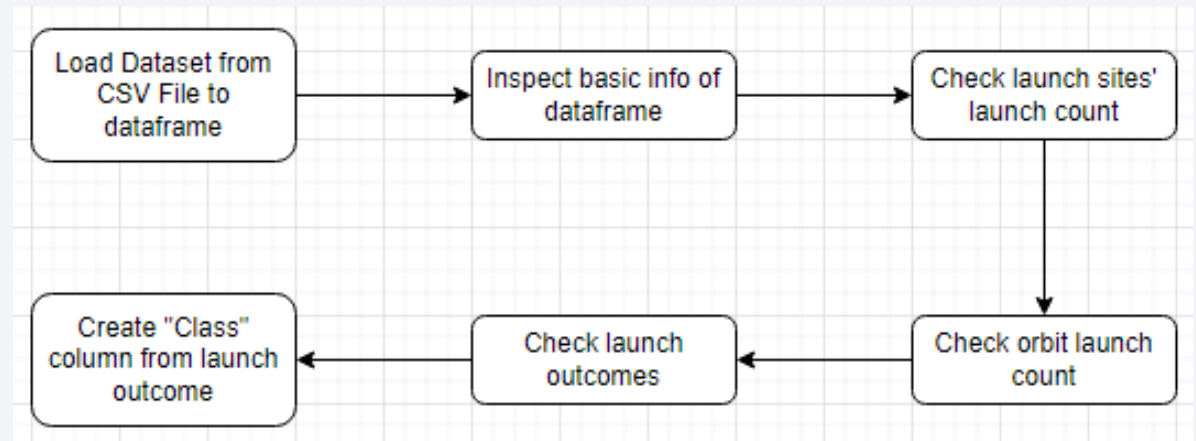 Load Dataset from
CSV File to
dataframe
Inspect basic info of
dataframe
Check launch sites'
launch count
Check orbit launch
count
Check launch
outcomes
Create "Class"
column from launch
outcome